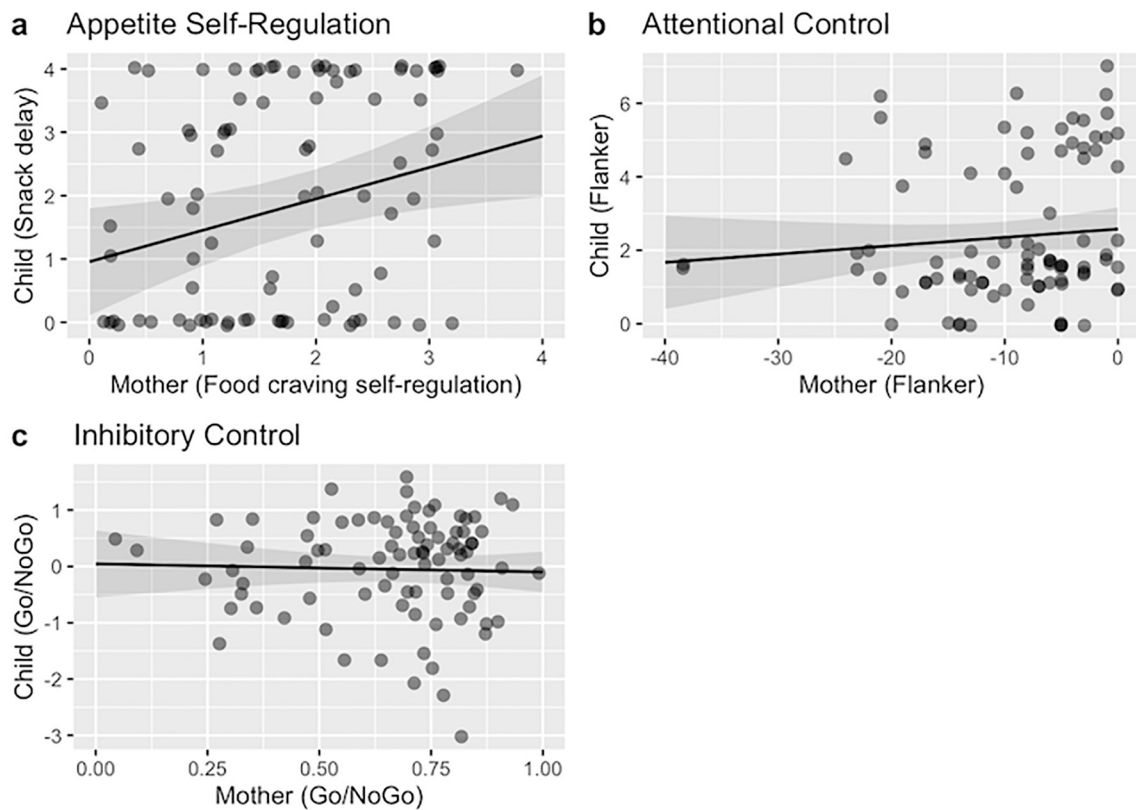 a Appetite Self-Regulation
Child (Snack delay)
4
3
2
1
0
0 1 2 3 4
Mother (Food craving self-regulation)
b Attentional Control
Child (Flanker)
6
4
2
0
-40 -30 -20 -10 0
Mother (Flanker)
c Inhibitory Control
Child (Go/NoGo)
1
0
-1
-2
-3
0.00 0.25 0.50 0.75 1.00
Mother (Go/NoGo)